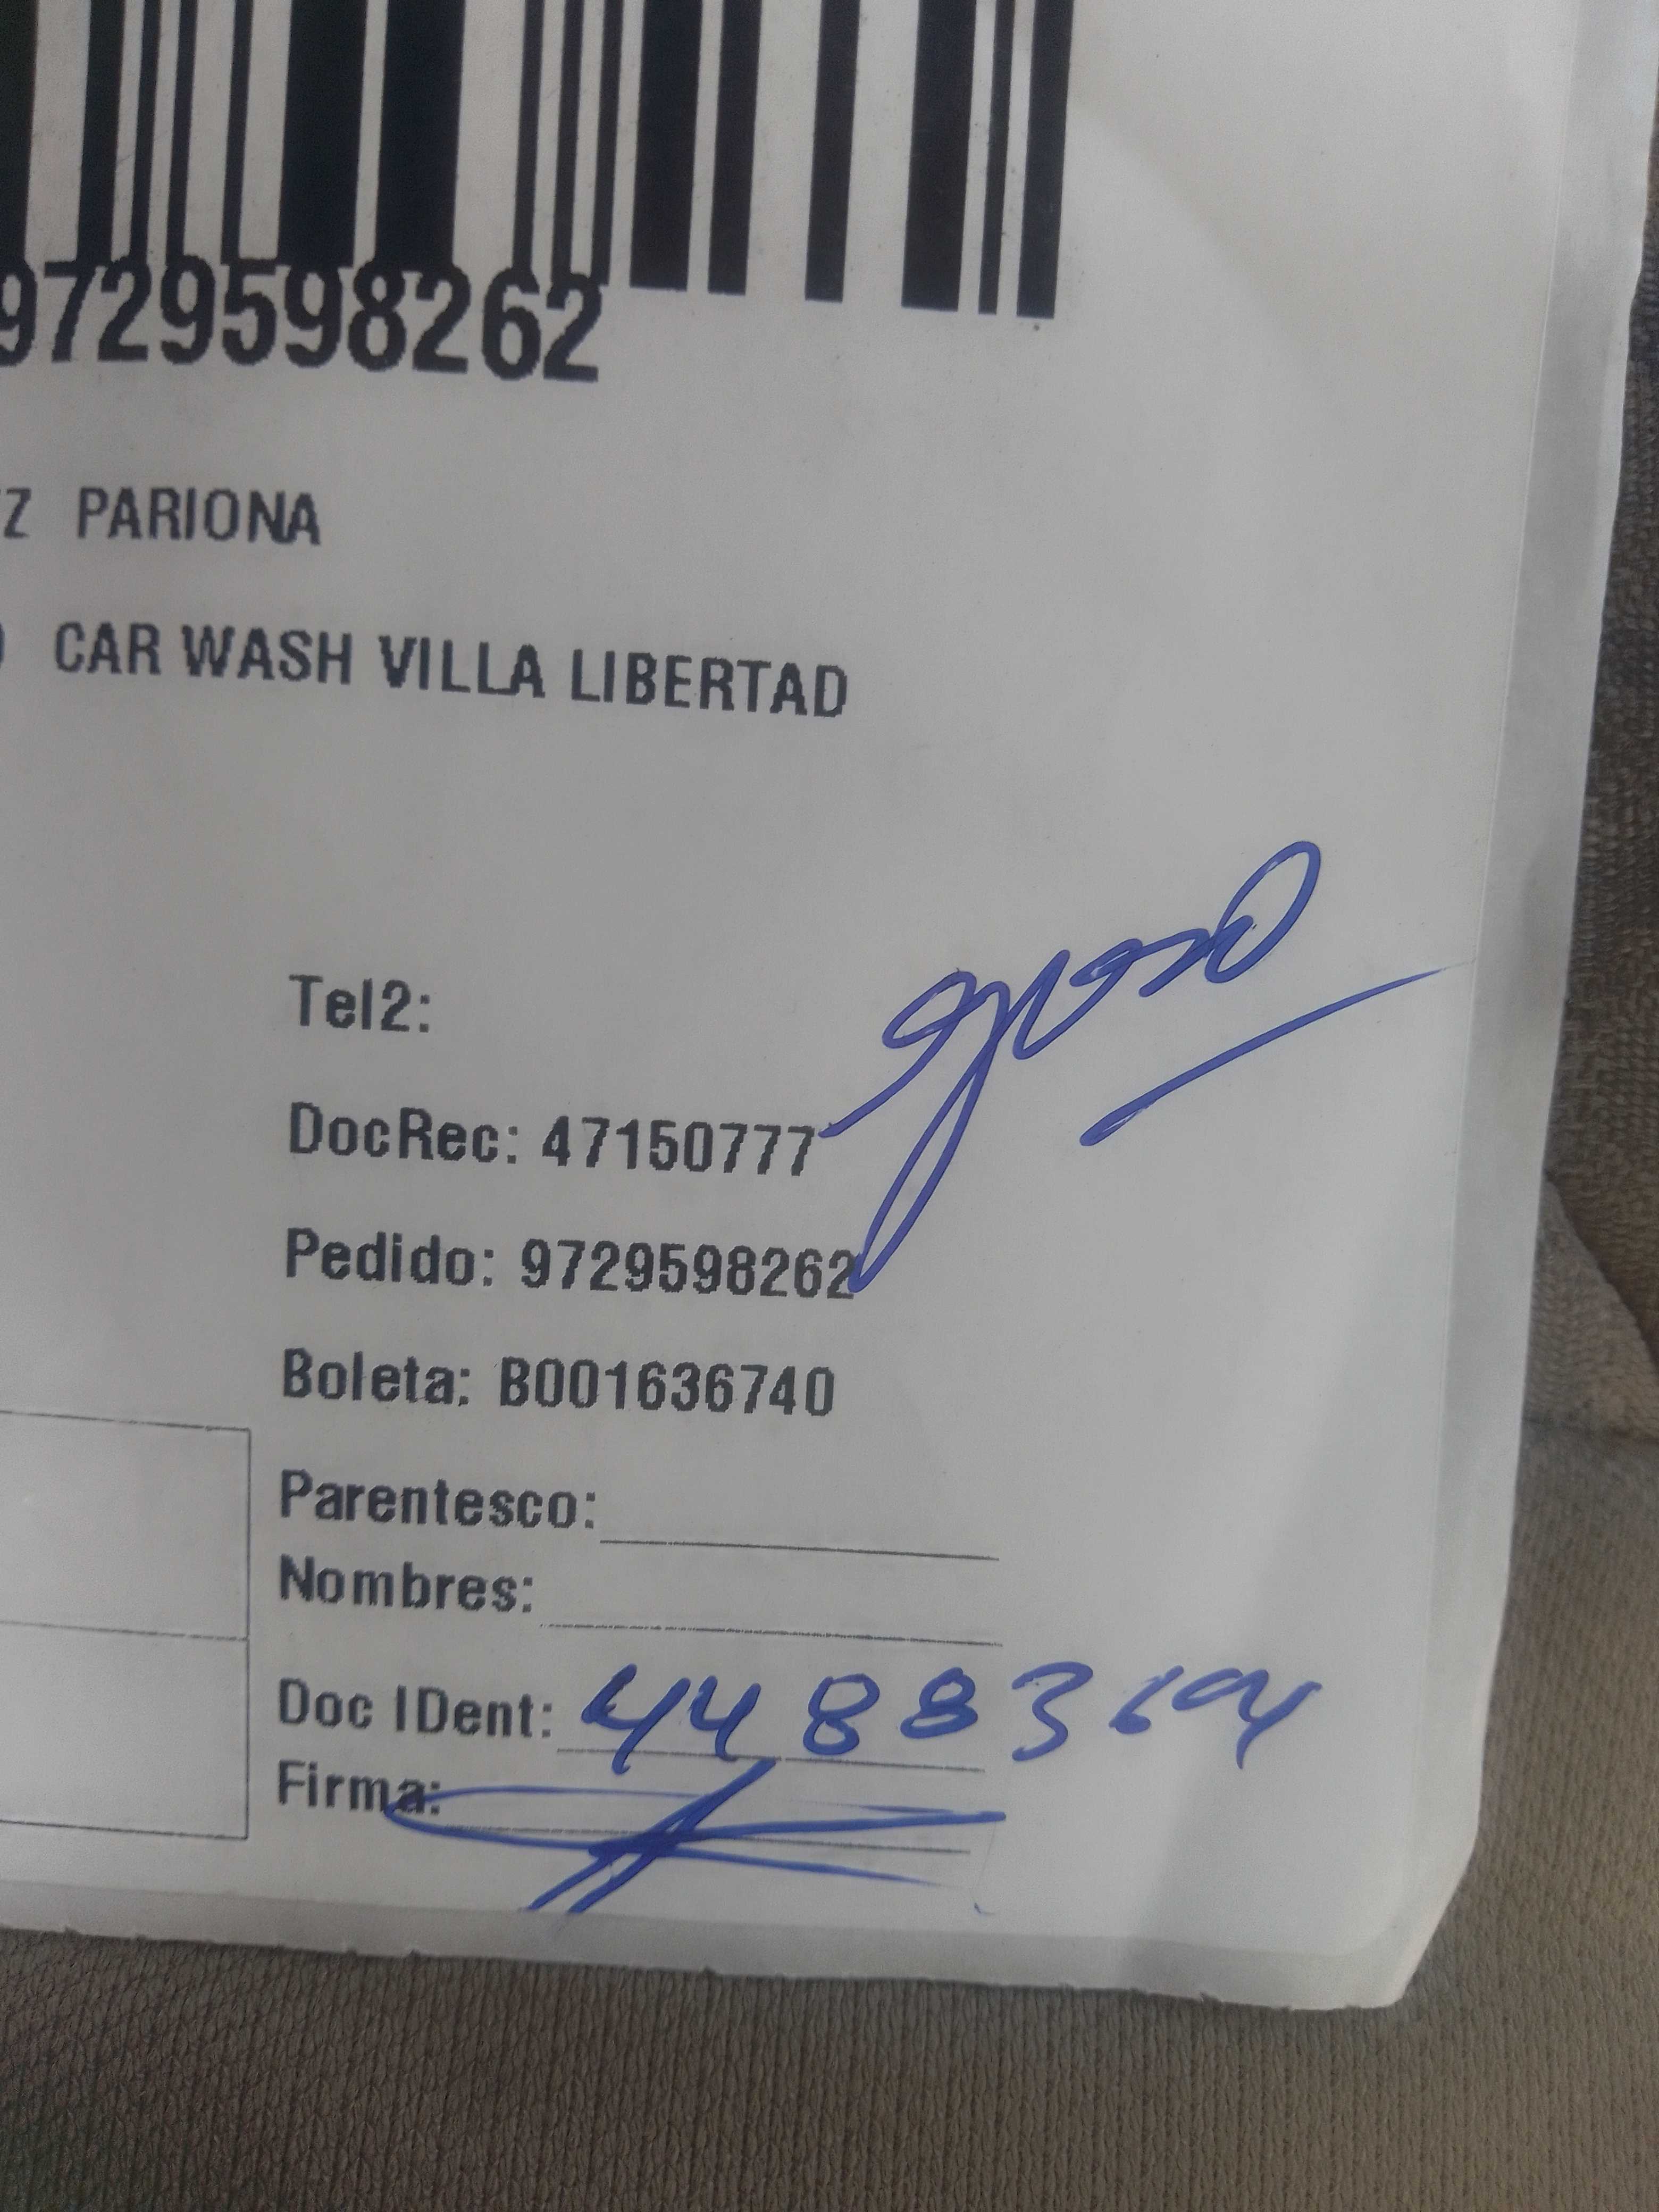 9729598262
Z PARIONA
CAR WASH VILLA LIBERTAD
Tel2:
DocRec: 47150777
Pedido: 9729598262
Boleta: B001636740
Parentesco:
Nombres:
Doc IDent:
Firma: